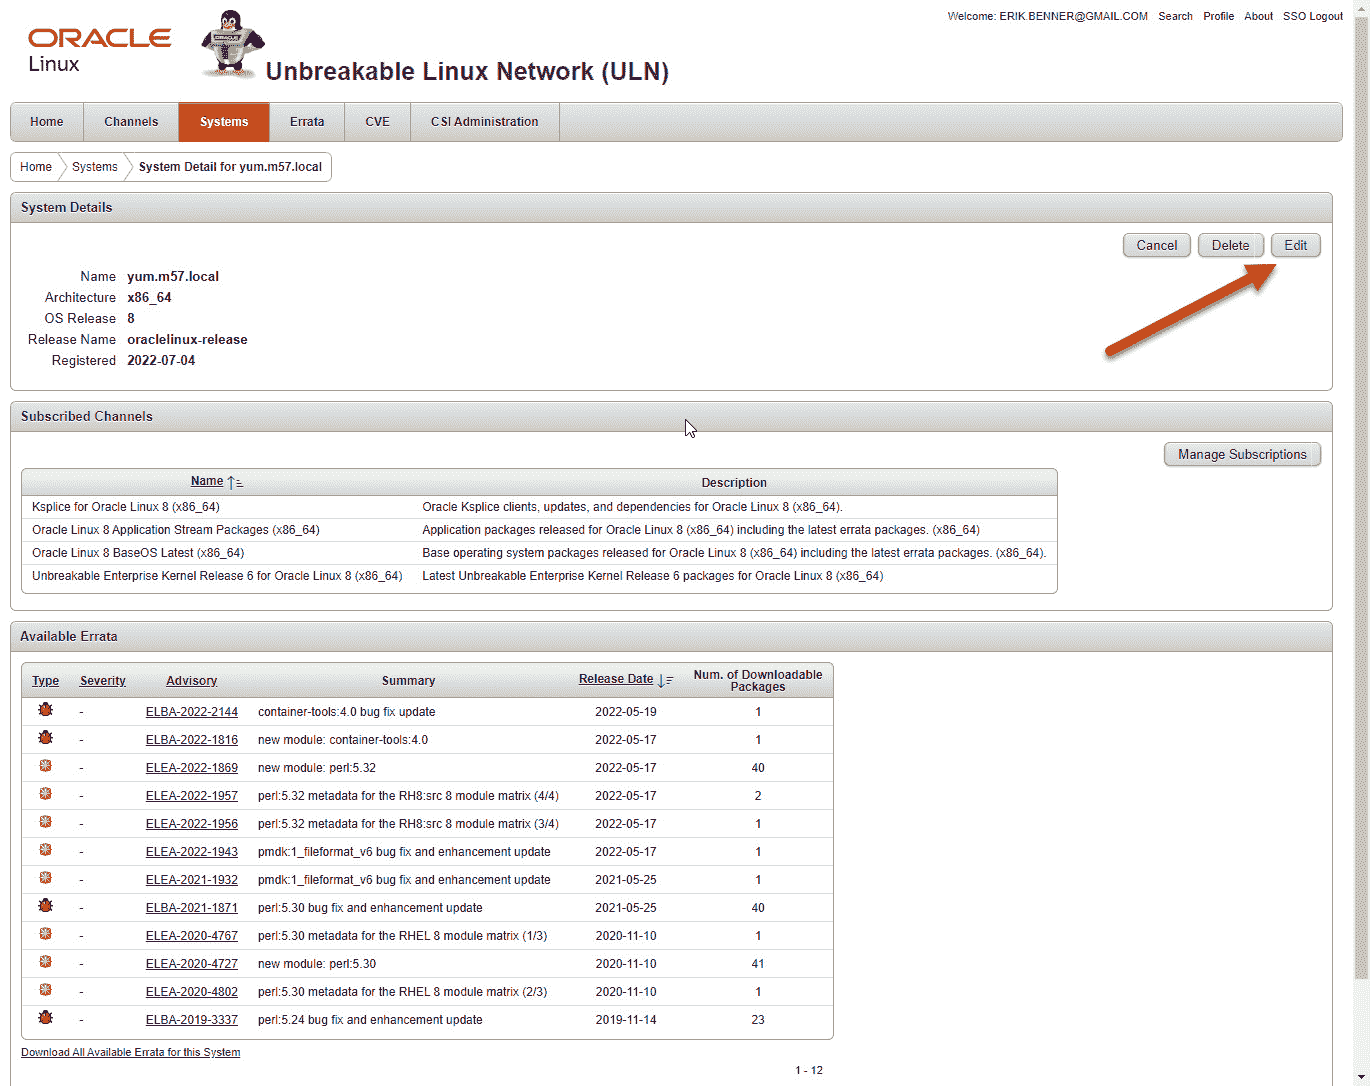 Welcome: ERIK.BENNER@GMAIL.COM Search Profile About SSO Logout
ORACLE
Linux
Unbreakable Linux Network (ULN)
Home Channels Systems Errata CVE CSI Administration
Home Systems System Detail for yum.m57.local
System Details
Cancel Delete Edit
Name yum.m57.local
Architecture x86_64
OS Release 8
Release Name oraclelinux-release
Registered 2022-07-04
Subscribed Channels
Manage Subscriptions
Name Description
Ksplice for Oracle Linux 8 (x86_64) Oracle Ksplice clients, updates, and dependencies for Oracle Linux 8 (x86_64).
Oracle Linux 8 Application Stream Packages (x86_64) Application packages released for Oracle Linux 8 (x86_64) including the latest errata packages. (x86_64)
Oracle Linux 8 BaseOS Latest (x86_64) Base operating system packages released for Oracle Linux 8 (x86_64) including the latest errata packages. (x86_64).
Unbreakable Enterprise Kernel Release 6 for Oracle Linux 8 (x86_64) Latest Unbreakable Enterprise Kernel Release 6 packages for Oracle Linux 8 (x86_64)
Available Errata
Type Severity Advisory Summary Release Date Num. of Downloadable
Packages
- ELBA-2022-2144 container-tools:4.0 bug fix update 2022-05-19 1
- ELBA-2022-1816 new module: container-tools:4.0 2022-05-17 1
- ELEA-2022-1869 new module: perl:5.32 2022-05-17 40
- ELEA-2022-1957 perl:5.32 metadata for the RH8:src 8 module matrix (4/4) 2022-05-17 2
- ELEA-2022-1956 perl:5.32 metadata for the RH8:src 8 module matrix (3/4) 2022-05-17 1
- ELEA-2022-1943 pmdk:1_fileformat_v6 bug fix and enhancement update 2022-05-17 1
- ELEA-2021-1932 pmdk:1_fileformat_v6 bug fix and enhancement update 2021-05-25 1
- ELBA-2021-1871 perl:5.30 bug fix and enhancement update 2021-05-25 40
- ELEA-2020-4767 perl:5.30 metadata for the RHEL 8 module matrix (1/3) 2020-11-10 1
- ELEA-2020-4727 new module: perl:5.30 2020-11-10 41
- ELEA-2020-4802 perl:5.30 metadata for the RHEL 8 module matrix (2/3) 2020-11-10 1
- ELBA-2019-3337 perl:5.24 bug fix and enhancement update 2019-11-14 23
Download All Available Errata for this System
1 - 12